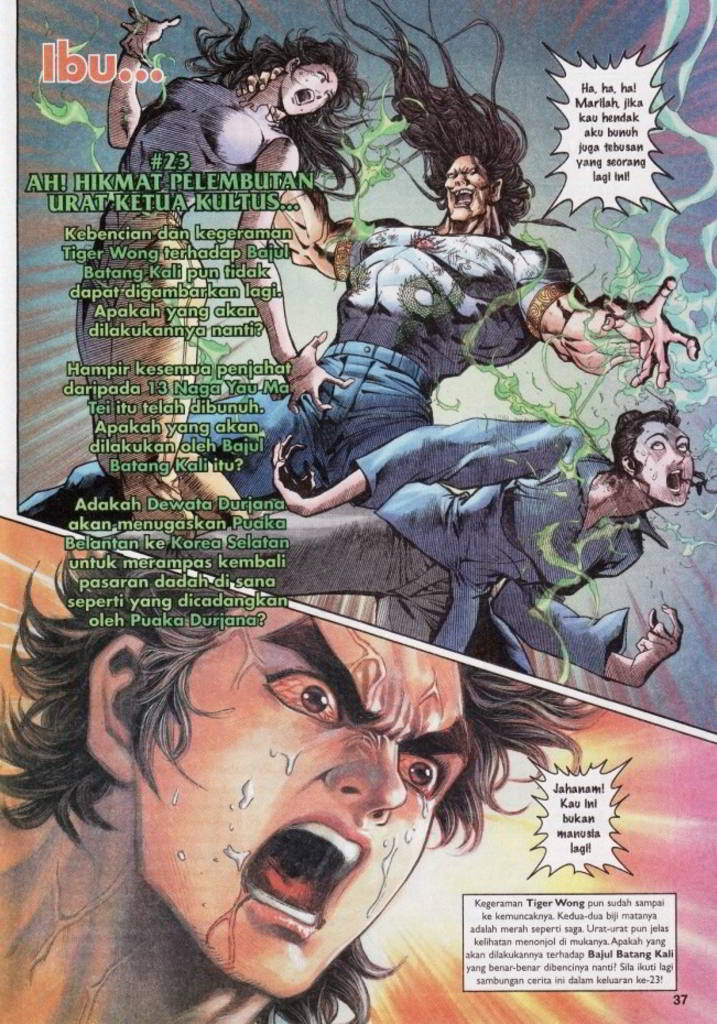 Ibu...
Ha, ha, ha!
Marilah, jika
kau hendak
aku bunuh
juga tebusan
yang seorang
lagi ini!
#23
AH! HIKMAT PELEMBUTAN
URAT KETUA KULTUS...
Kebencian dan kegeraman
Tiger Wong terhadap Bajul
Batang Kali pun tidak
dapat digambarkan lagi.
Apakah yang akan
dilakukannya nanti?
Hampir kesemua penjahat
daripada 13 Naga Yau Ma
Tei itu telah dibunuh.
Apakah yang akan
dilakukan oleh Bajul
Batang Kali itu?
Adakah Dewata Durjana
akan menugaskan Puaka
Belantan ke Korea Selatan
untuk merampas kembali
pasaran dadah di sana
seperti yang dicadangkan
oleh Puaka Durjana?
Jahanam!
Kau ini
bukan
manusia
lagi!
Kegeraman Tiger Wong pun sudah sampai
ke kemuncaknya. Kedua-dua biji matanya
adalah merah seperti saga. Urat-urat pun jelas
kelihatan menonjol di mukanya. Apakah yang
akan dilakukannya terhadap Bajul Batang Kali
yang benar-benar dibencinya nanti? Sila ikuti lagi
sambungan cerita ini dalam keluaran ke-23!
37